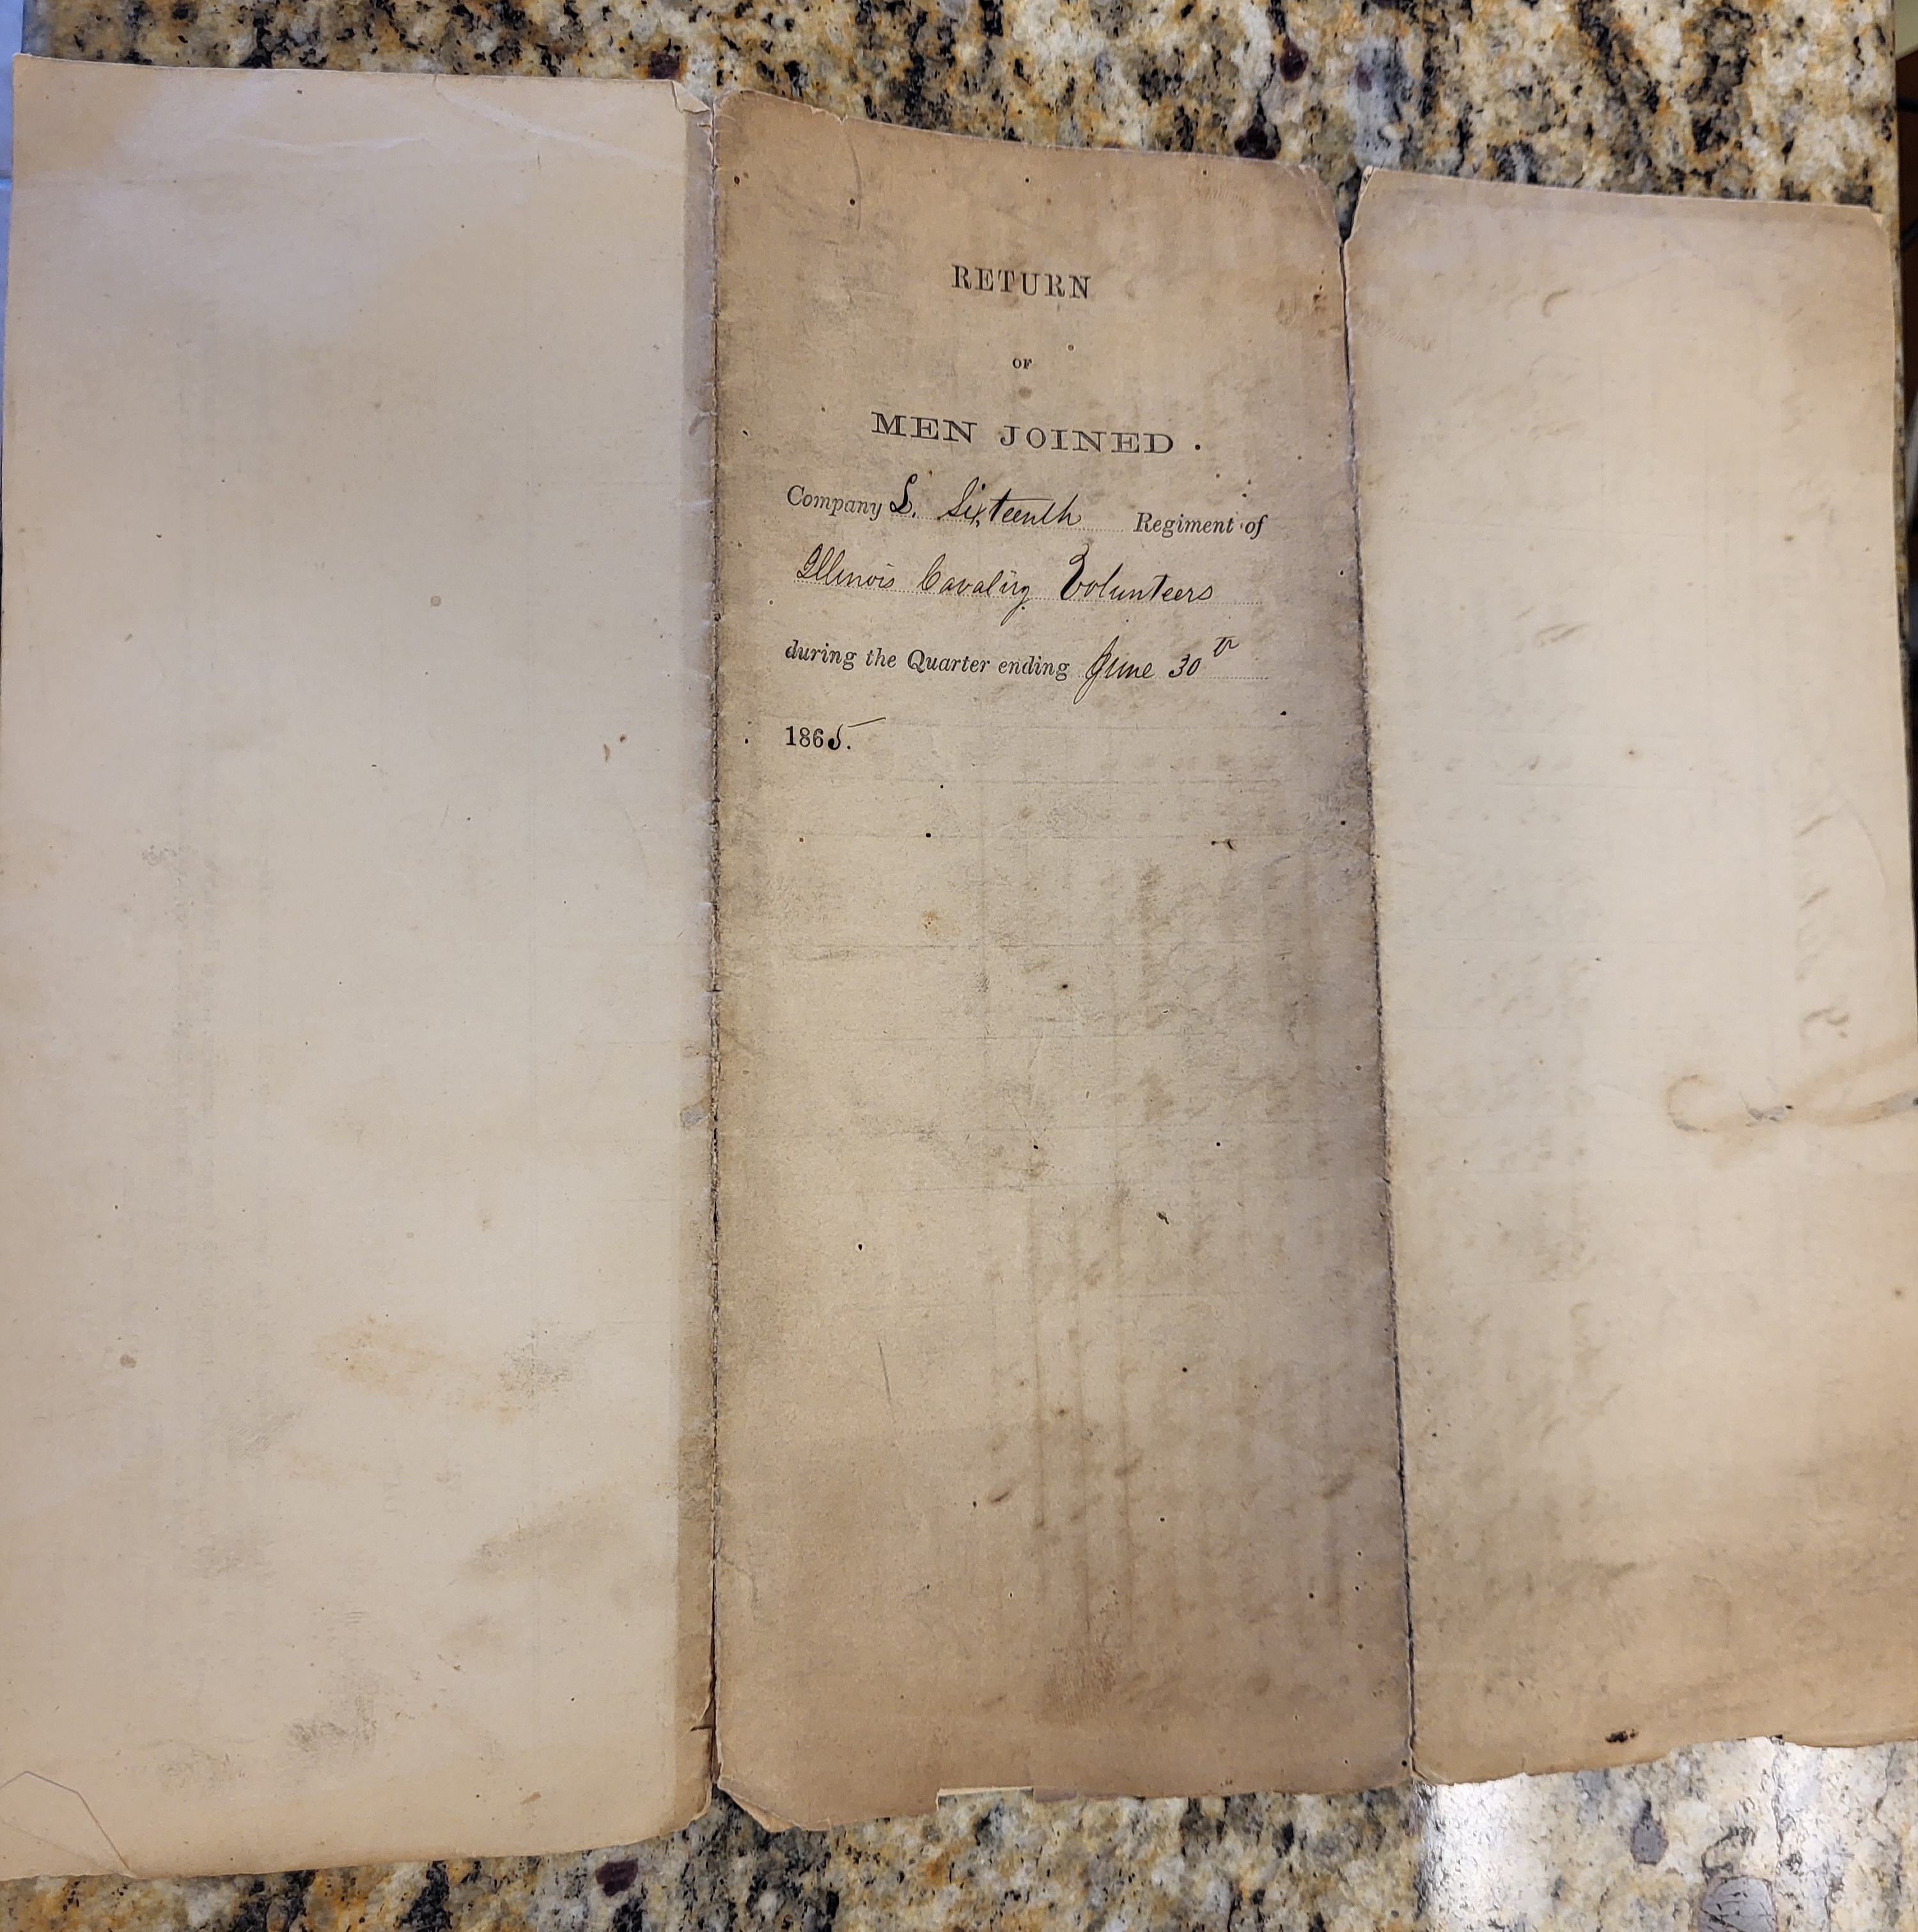 RETURN
OF
MEN JOINED.
Company L. Sixteenth Regiment of
Illinois Cavalry Volunteers
during the Quarter ending June 30th
1865.